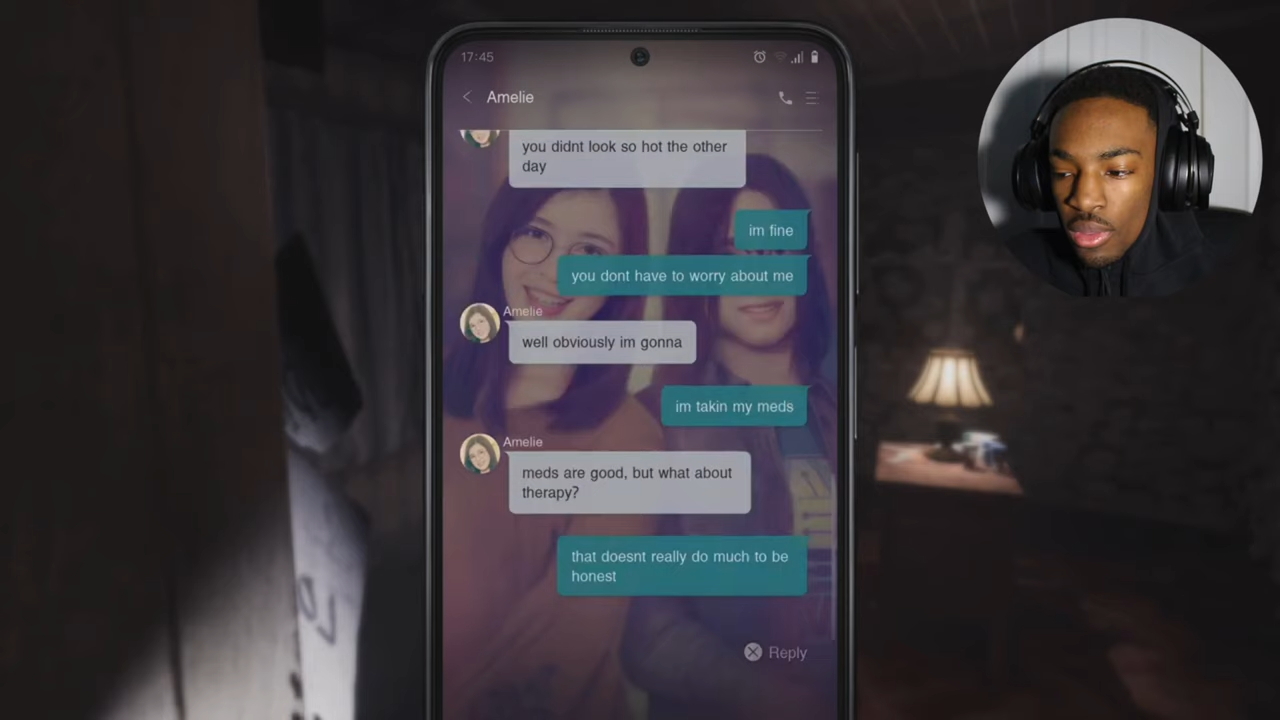 17:45
Amelie
you didnt look so hot the other
day
im fine
you dont have to worry about me
Amelie
well obviously im gonna
im takin my meds
Amelie
meds are good, but what about
therapy?
that doesnt really do much to be
honest
Reply